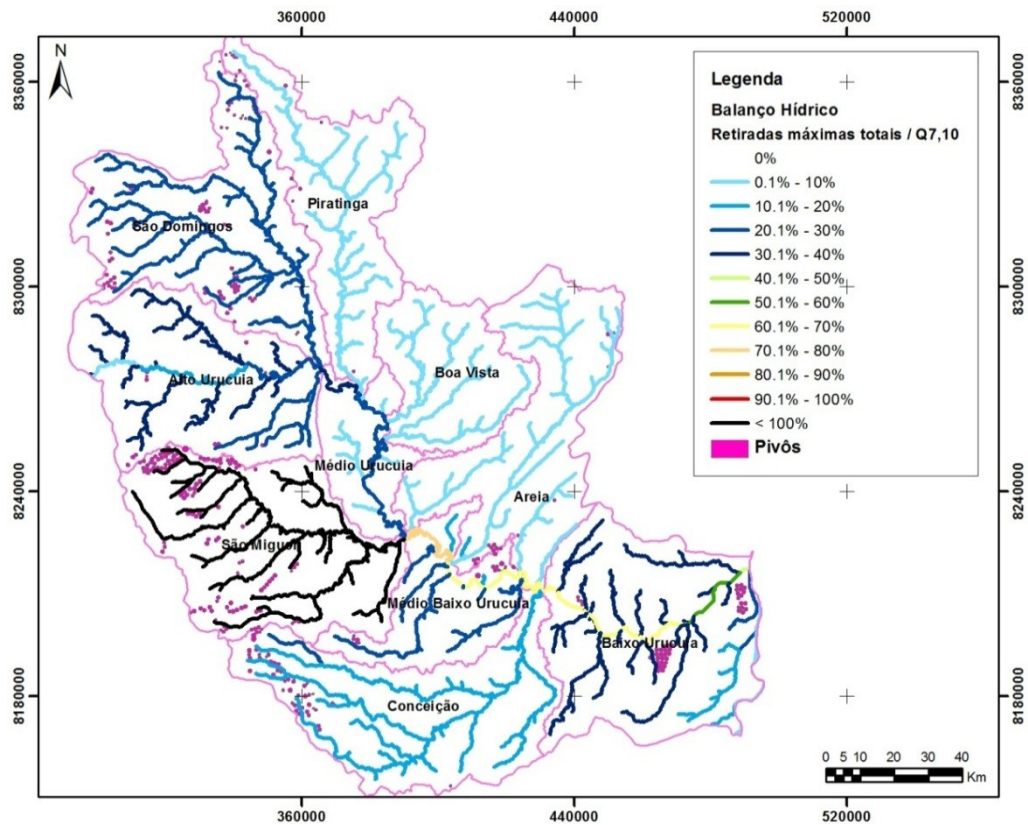 360000
440000
520000
8360000
8360000
N
Legenda
Balanço Hídrico
Retiradas máximas totais / Q7,10
0%
0.1% - 10%
10.1% - 20%
20.1% - 30%
30.1% - 40%
40.1% - 50%
50.1% - 60%
60.1% - 70%
70.1% - 80%
80.1% - 90%
90.1% - 100%
< 100%
Pivôs
Piratinga
São Domingos
8300000
8300000
Boa Vista
Alto Urucuia
Médio Urucuia
8240000
8240000
Areia
São Miguel
Médio Baixo Urucuia
Baixo Urucuia
Conceição
8180000
8180000
0 5 10 20 30 40
Km
360000
440000
520000